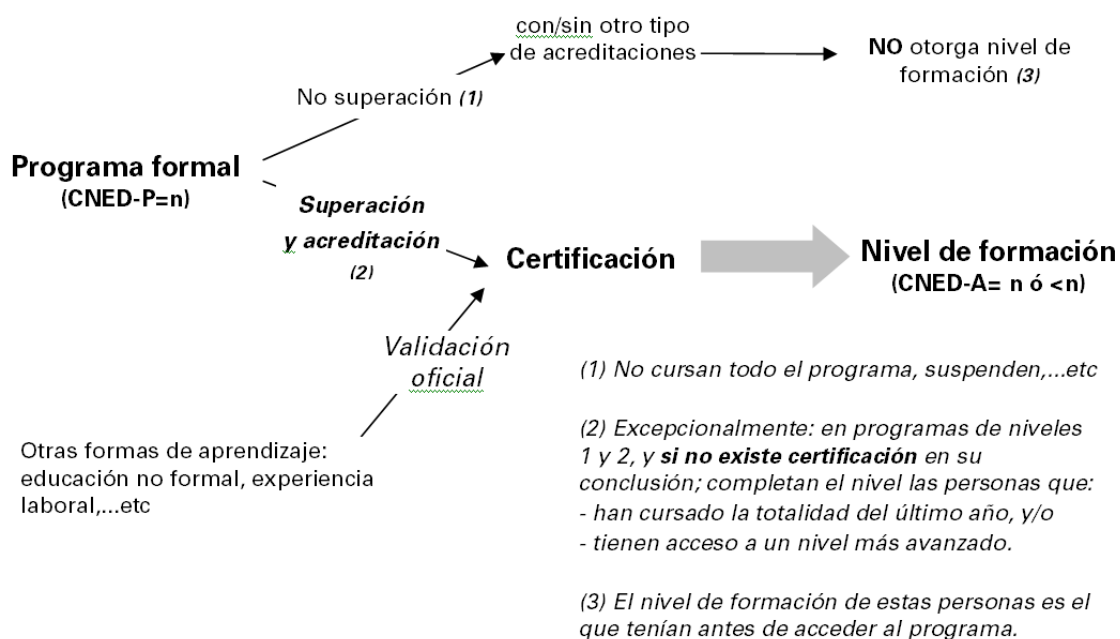 con/sin otro tipo
de acreditaciones
NO otorga nivel de
formación (3)
No superación (1)
Programa formal
(CNED-P=n)
Superación
y acreditación
(2)
Certificación
Nivel de formación
(CNED-A= n ó <n)
Validación
oficial
Otras formas de aprendizaje:
educación no formal, experiencia
laboral,...etc
(1) No cursan todo el programa, suspenden,...etc
(2) Excepcionalmente: en programas de niveles
1 y 2, y si no existe certificación en su
conclusión; completan el nivel las personas que:
- han cursado la totalidad del último año, y/o
- tienen acceso a un nivel más avanzado.
(3) El nivel de formación de estas personas es el
que tenían antes de acceder al programa.